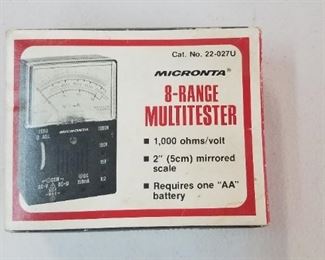 Cat. No. 22-027U
MICRONTA®
8-RANGE
MULTITESTER
■ 1,000 ohms/volt
■ 2" (5cm) mirrored
scale
■ Requires one "AA"
battery
MICRONTA